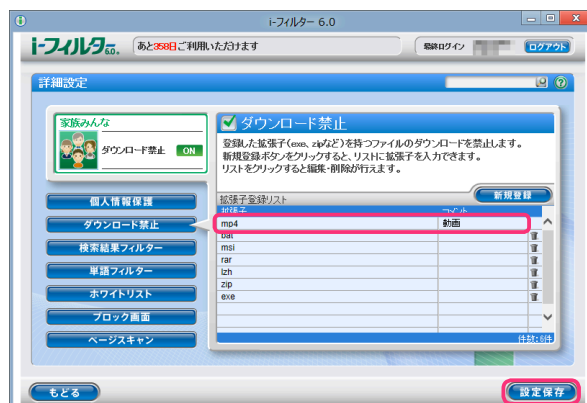 i-フィルター 6.0
i-フィルター6.0.
あと358日ご利用いただけます
最終ログイン
ログアウト
詳細設定
家族みんな
ダウンロード禁止 ON
個人情報保護
ダウンロード禁止
検索結果フィルター
単語フィルター
ホワイトリスト
ブロック画面
ページスキャン
ダウンロード禁止
登録した拡張子(exe、zipなど)を持つファイルのダウンロードを禁止します。
新規登録ボタンをクリックすると、リストに拡張子を入力できます。
リストをクリックすると編集・削除が行えます。
拡張子登録リスト
新規登録
拡張子 コメント
mp4 動画
bat
msi
rar
lzh
zip
exe
件数:6件
もどる
設定保存